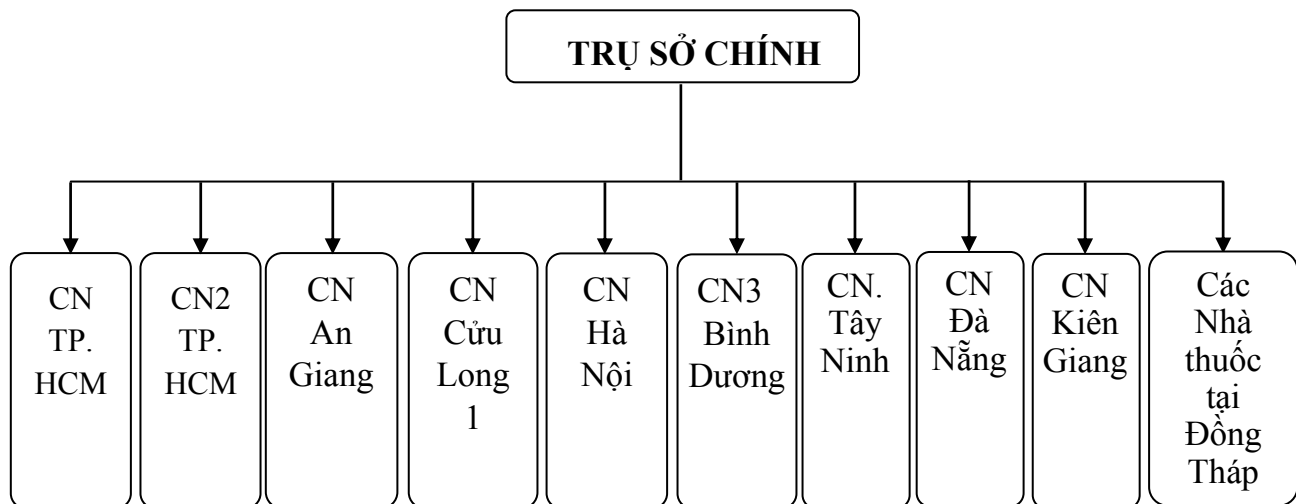 TRỤ SỞ CHÍNH
CN
TP.
HCM
CN2
TP.
HCM
CN
An
Giang
CN
Cửu
Long
1
CN
Hà
Nội
CN3
Bình
Dương
CN.
Tây
Ninh
CN
Đà
Nẵng
CN
Kiên
Giang
Các
Nhà
thuốc
tại
Đồng
Tháp